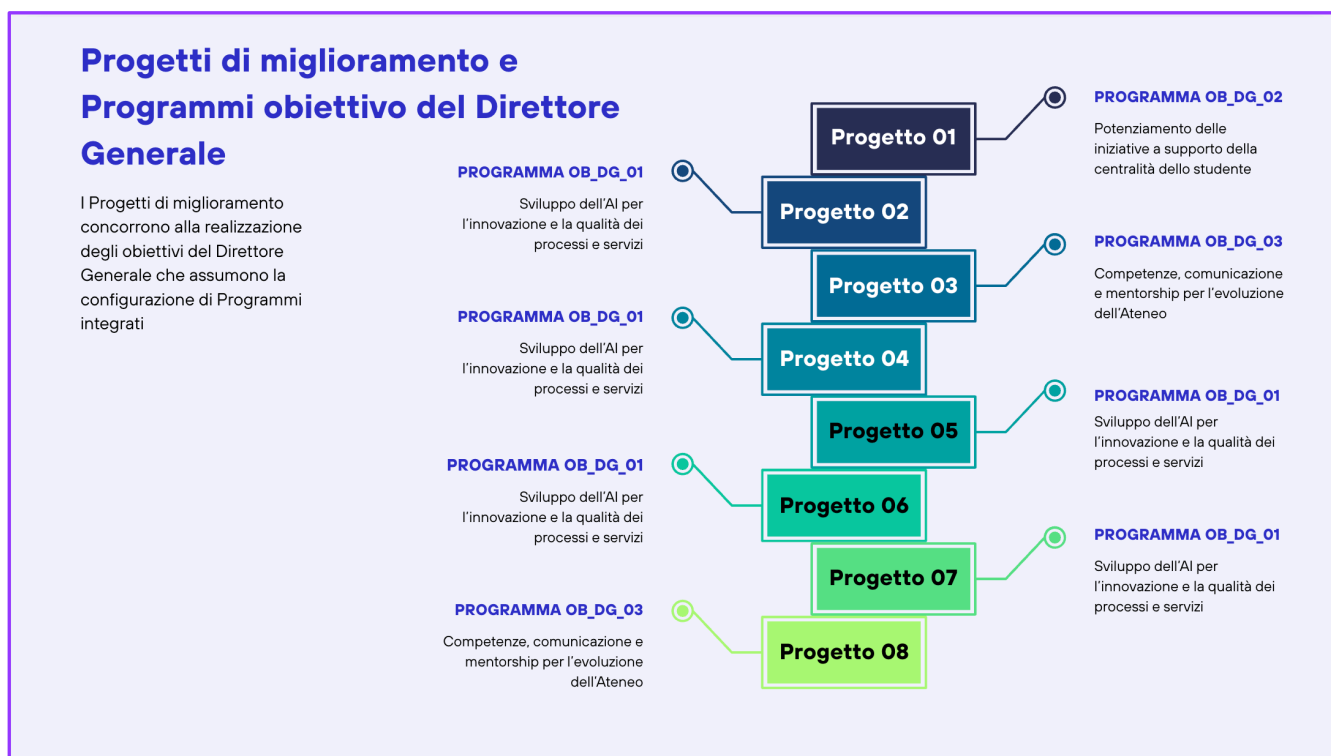 Progetti di miglioramento e
Programmi obiettivo del Direttore
Generale
I Progetti di miglioramento
concorrono alla realizzazione
degli obiettivi del Direttore
Generale che assumono la
configurazione di Programmi
integrati
Progetto 01
PROGRAMMA OB_DG_02
Potenziamento delle
iniziative a supporto della
centralità dello studente
PROGRAMMA OB_DG_01
Sviluppo dell'AI per
l'innovazione e la qualità dei
processi e servizi
Progetto 02
Progetto 03
PROGRAMMA OB_DG_03
Competenze, comunicazione
e mentorship per l'evoluzione
dell'Ateneo
PROGRAMMA OB_DG_01
Sviluppo dell'AI per
l'innovazione e la qualità dei
processi e servizi
Progetto 04
Progetto 05
PROGRAMMA OB_DG_01
Sviluppo dell'AI per
l'innovazione e la qualità dei
processi e servizi
PROGRAMMA OB_DG_01
Sviluppo dell'AI per
l'innovazione e la qualità dei
processi e servizi
Progetto 06
Progetto 07
PROGRAMMA OB_DG_01
Sviluppo dell'AI per
l'innovazione e la qualità dei
processi e servizi
PROGRAMMA OB_DG_03
Competenze, comunicazione e
mentorship per l'evoluzione
dell'Ateneo
Progetto 08